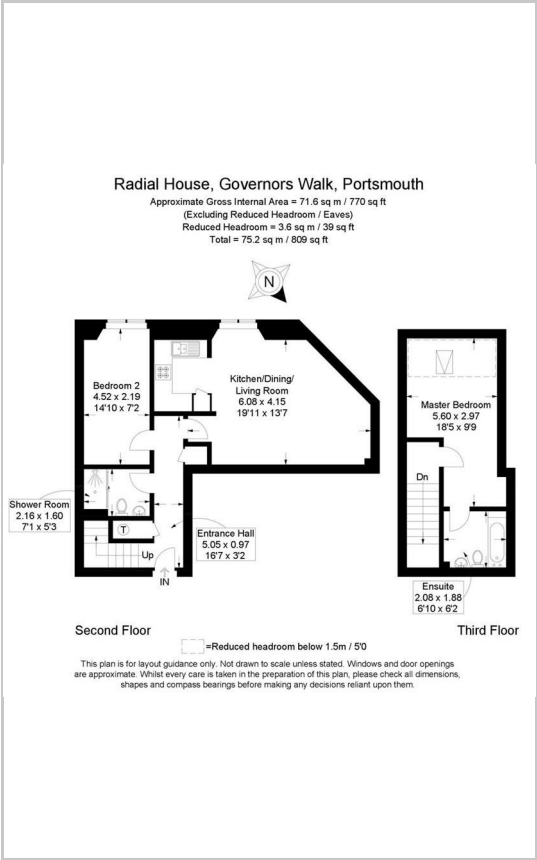 Radial House, Governors Walk, Portsmouth
Approximate Gross Internal Area = 71.6 sq m / 770 sq ft
(Excluding Reduced Headroom / Eaves)
Reduced Headroom = 3.6 sq m / 39 sq ft
Total = 75.2 sq m / 809 sq ft
N
Bedroom 2
4.52 x 2.19
14'10 x 7'2
Kitchen/Dining/
Living Room
6.08 x 4.15
19'11 x 13'7
Master Bedroom
5.60 x 2.97
18'5 x 9'9
Dn
Shower Room
2.16 x 1.60
7'1 x 5'3
T
Up
IN
Entrance Hall
5.05 x 0.97
16'7 x 3'2
Ensuite
2.08 x 1.88
6'10 x 6'2
Second Floor
Third Floor
=Reduced headroom below 1.5m / 5'0
This plan is for layout guidance only. Not drawn to scale unless stated. Windows and door openings
are approximate. Whilst every care is taken in the preparation of this plan, please check all dimensions,
shapes and compass bearings before making any decisions reliant upon them.